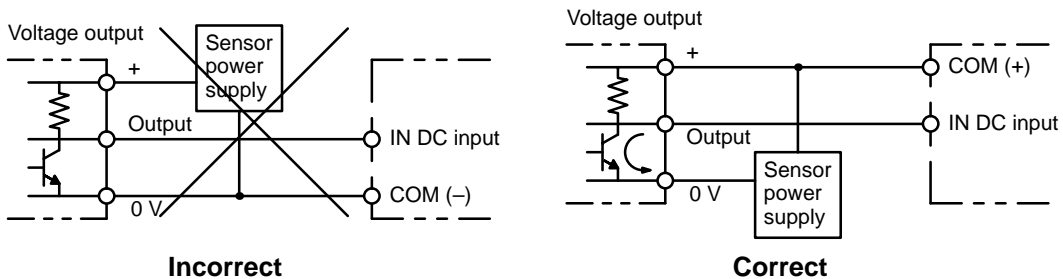 Voltage output
Sensor
power
supply
+
Output
IN DC input
0 V
COM (–)
Incorrect
Voltage output
+
COM (+)
Output
IN DC input
0 V
Sensor
power
supply
Correct